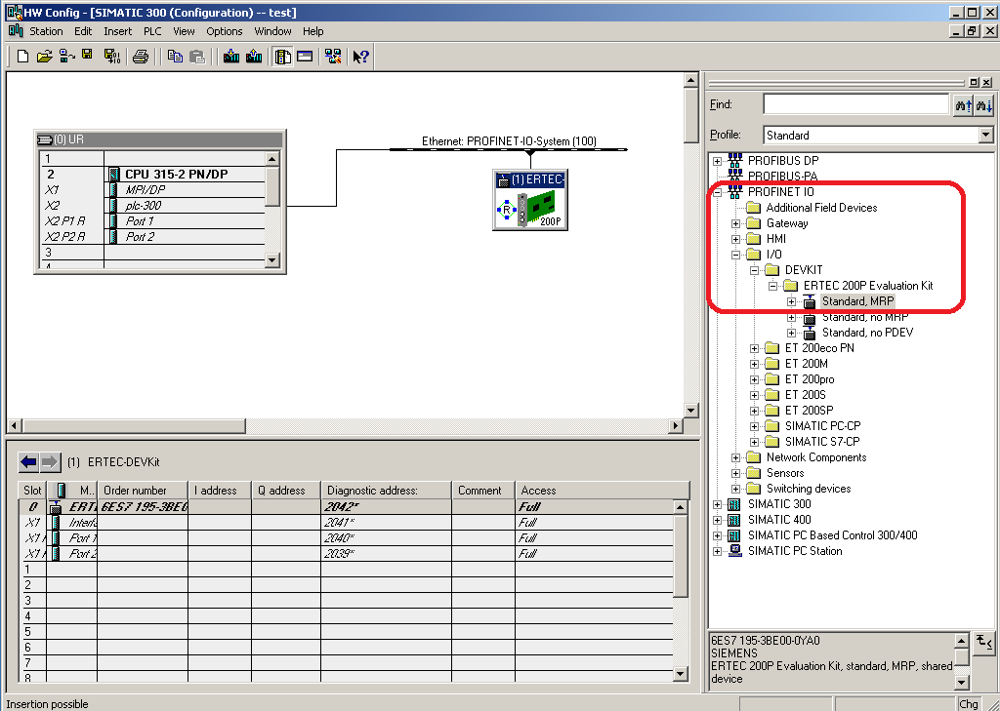 HW Config - [SIMATIC 300 (Configuration) -- test]
Station Edit Insert PLC View Options Window Help
(0) UR
1
2 CPU 315-2 PN/DP
X1 MPI/DP
X2 plc-300
X2 P1 R Port 1
X2 P2 R Port 2
3
4
Ethernet: PROFINET-IO-System (100)
(1) ERTEC-
R
200P
Find:
Profile: Standard
PROFIBUS DP
PROFIBUS-PA
PROFINET IO
Additional Field Devices
Gateway
HMI
I/O
DEVKIT
ERTEC 200P Evaluation Kit
Standard, MRP
Standard, no MRP
Standard, no PDEV
ET 200eco PN
ET 200M
ET 200pro
ET 200S
ET 200SP
SIMATIC PC-CP
SIMATIC S7-CP
Network Components
Sensors
Switching devices
SIMATIC 300
SIMATIC 400
SIMATIC PC Based Control 300/400
SIMATIC PC Station
(1) ERTEC-DEVKit
Slot M... Order number I address Q address Diagnostic address: Comment Access
0 ERTI 6ES7 195-3BE0 2042* Full
X1 Interfa 2041* Full
X1 Port 1 2040* Full
X1 Port 2 2039* Full
1
2
3
4
5
6
7
8
6ES7 195-3BE00-0YA0
SIEMENS
ERTEC 200P Evaluation Kit, standard, MRP, shared
device
Insertion possible
Chg